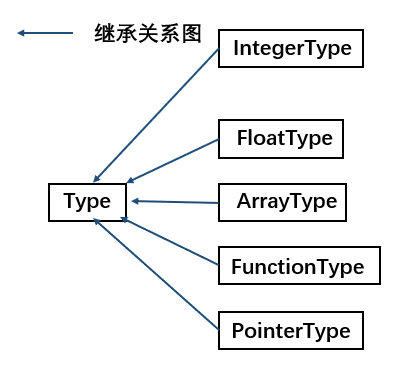 继承关系图
IntegerType
FloatType
ArrayType
Type
FunctionType
PointerType